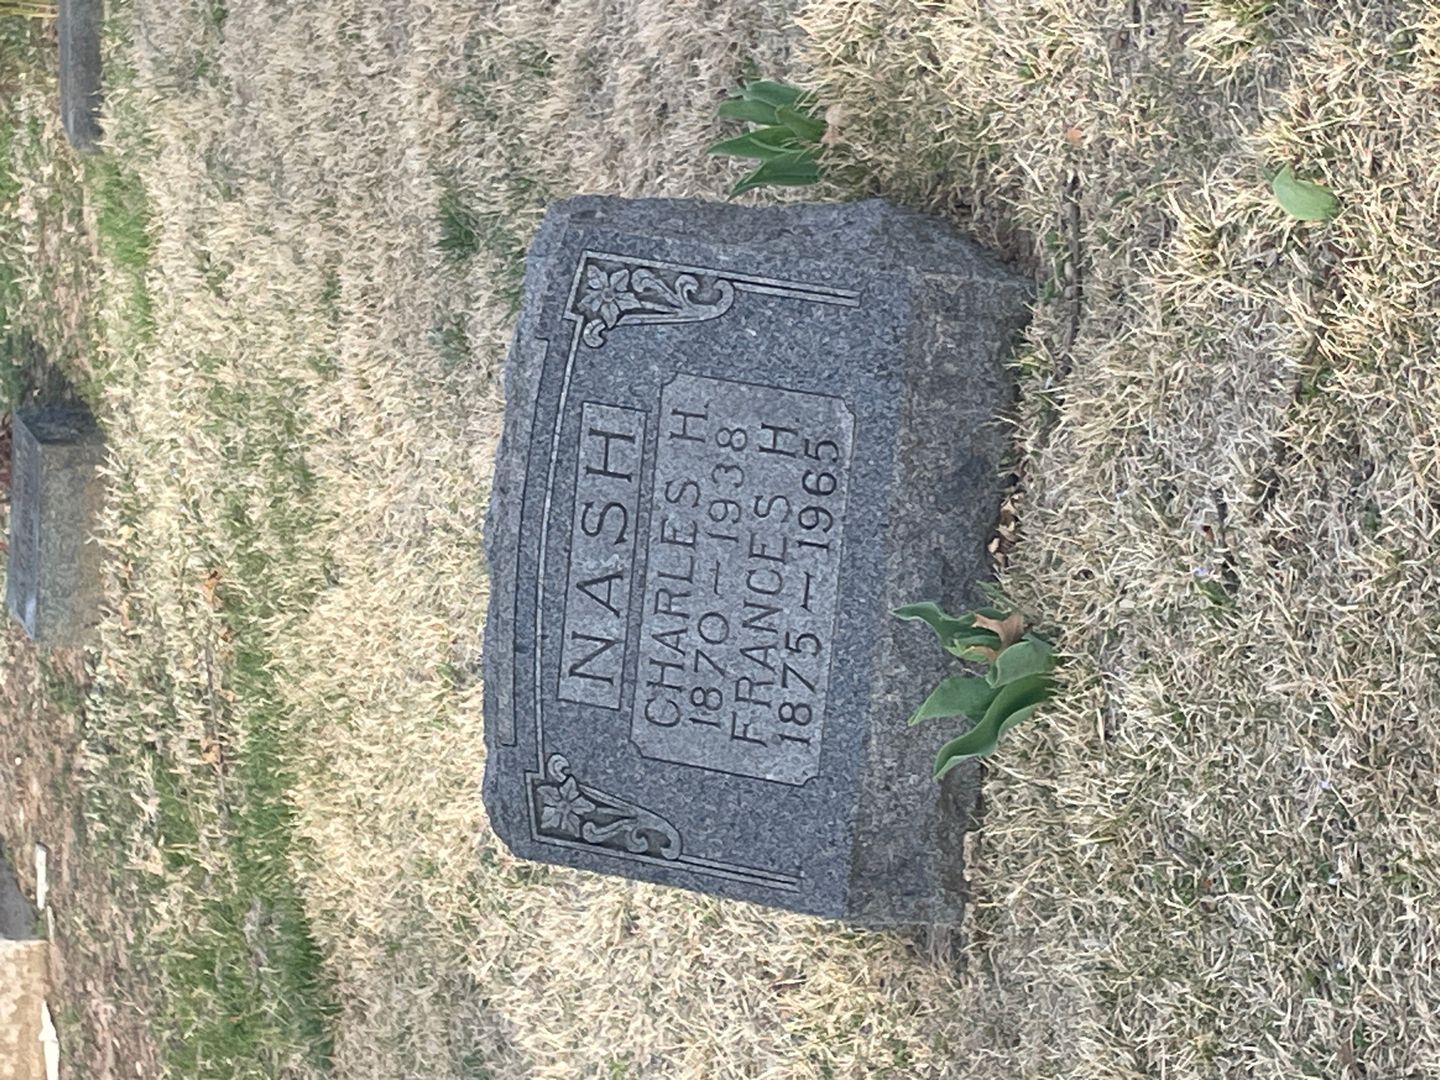 NASH
CHARLES H.
1870 — 1938
FRANCES H
1875 — 1965